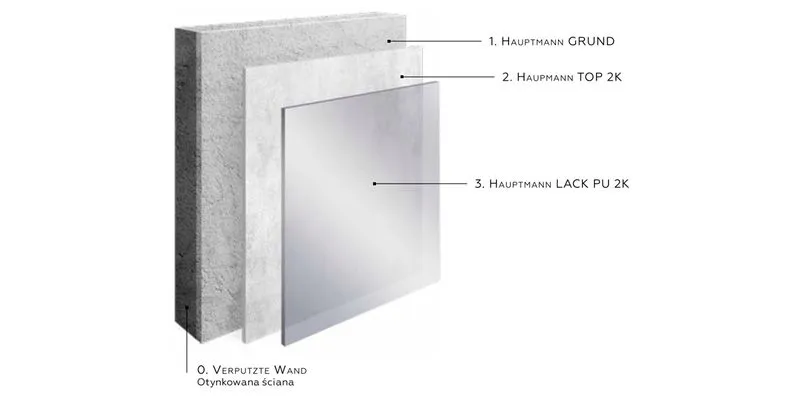 1. Hauptmann GRUND
2. Haupmann TOP 2K
3. Hauptmann LACK PU 2K
0. Verputzte Wand
Otynkowana ściana